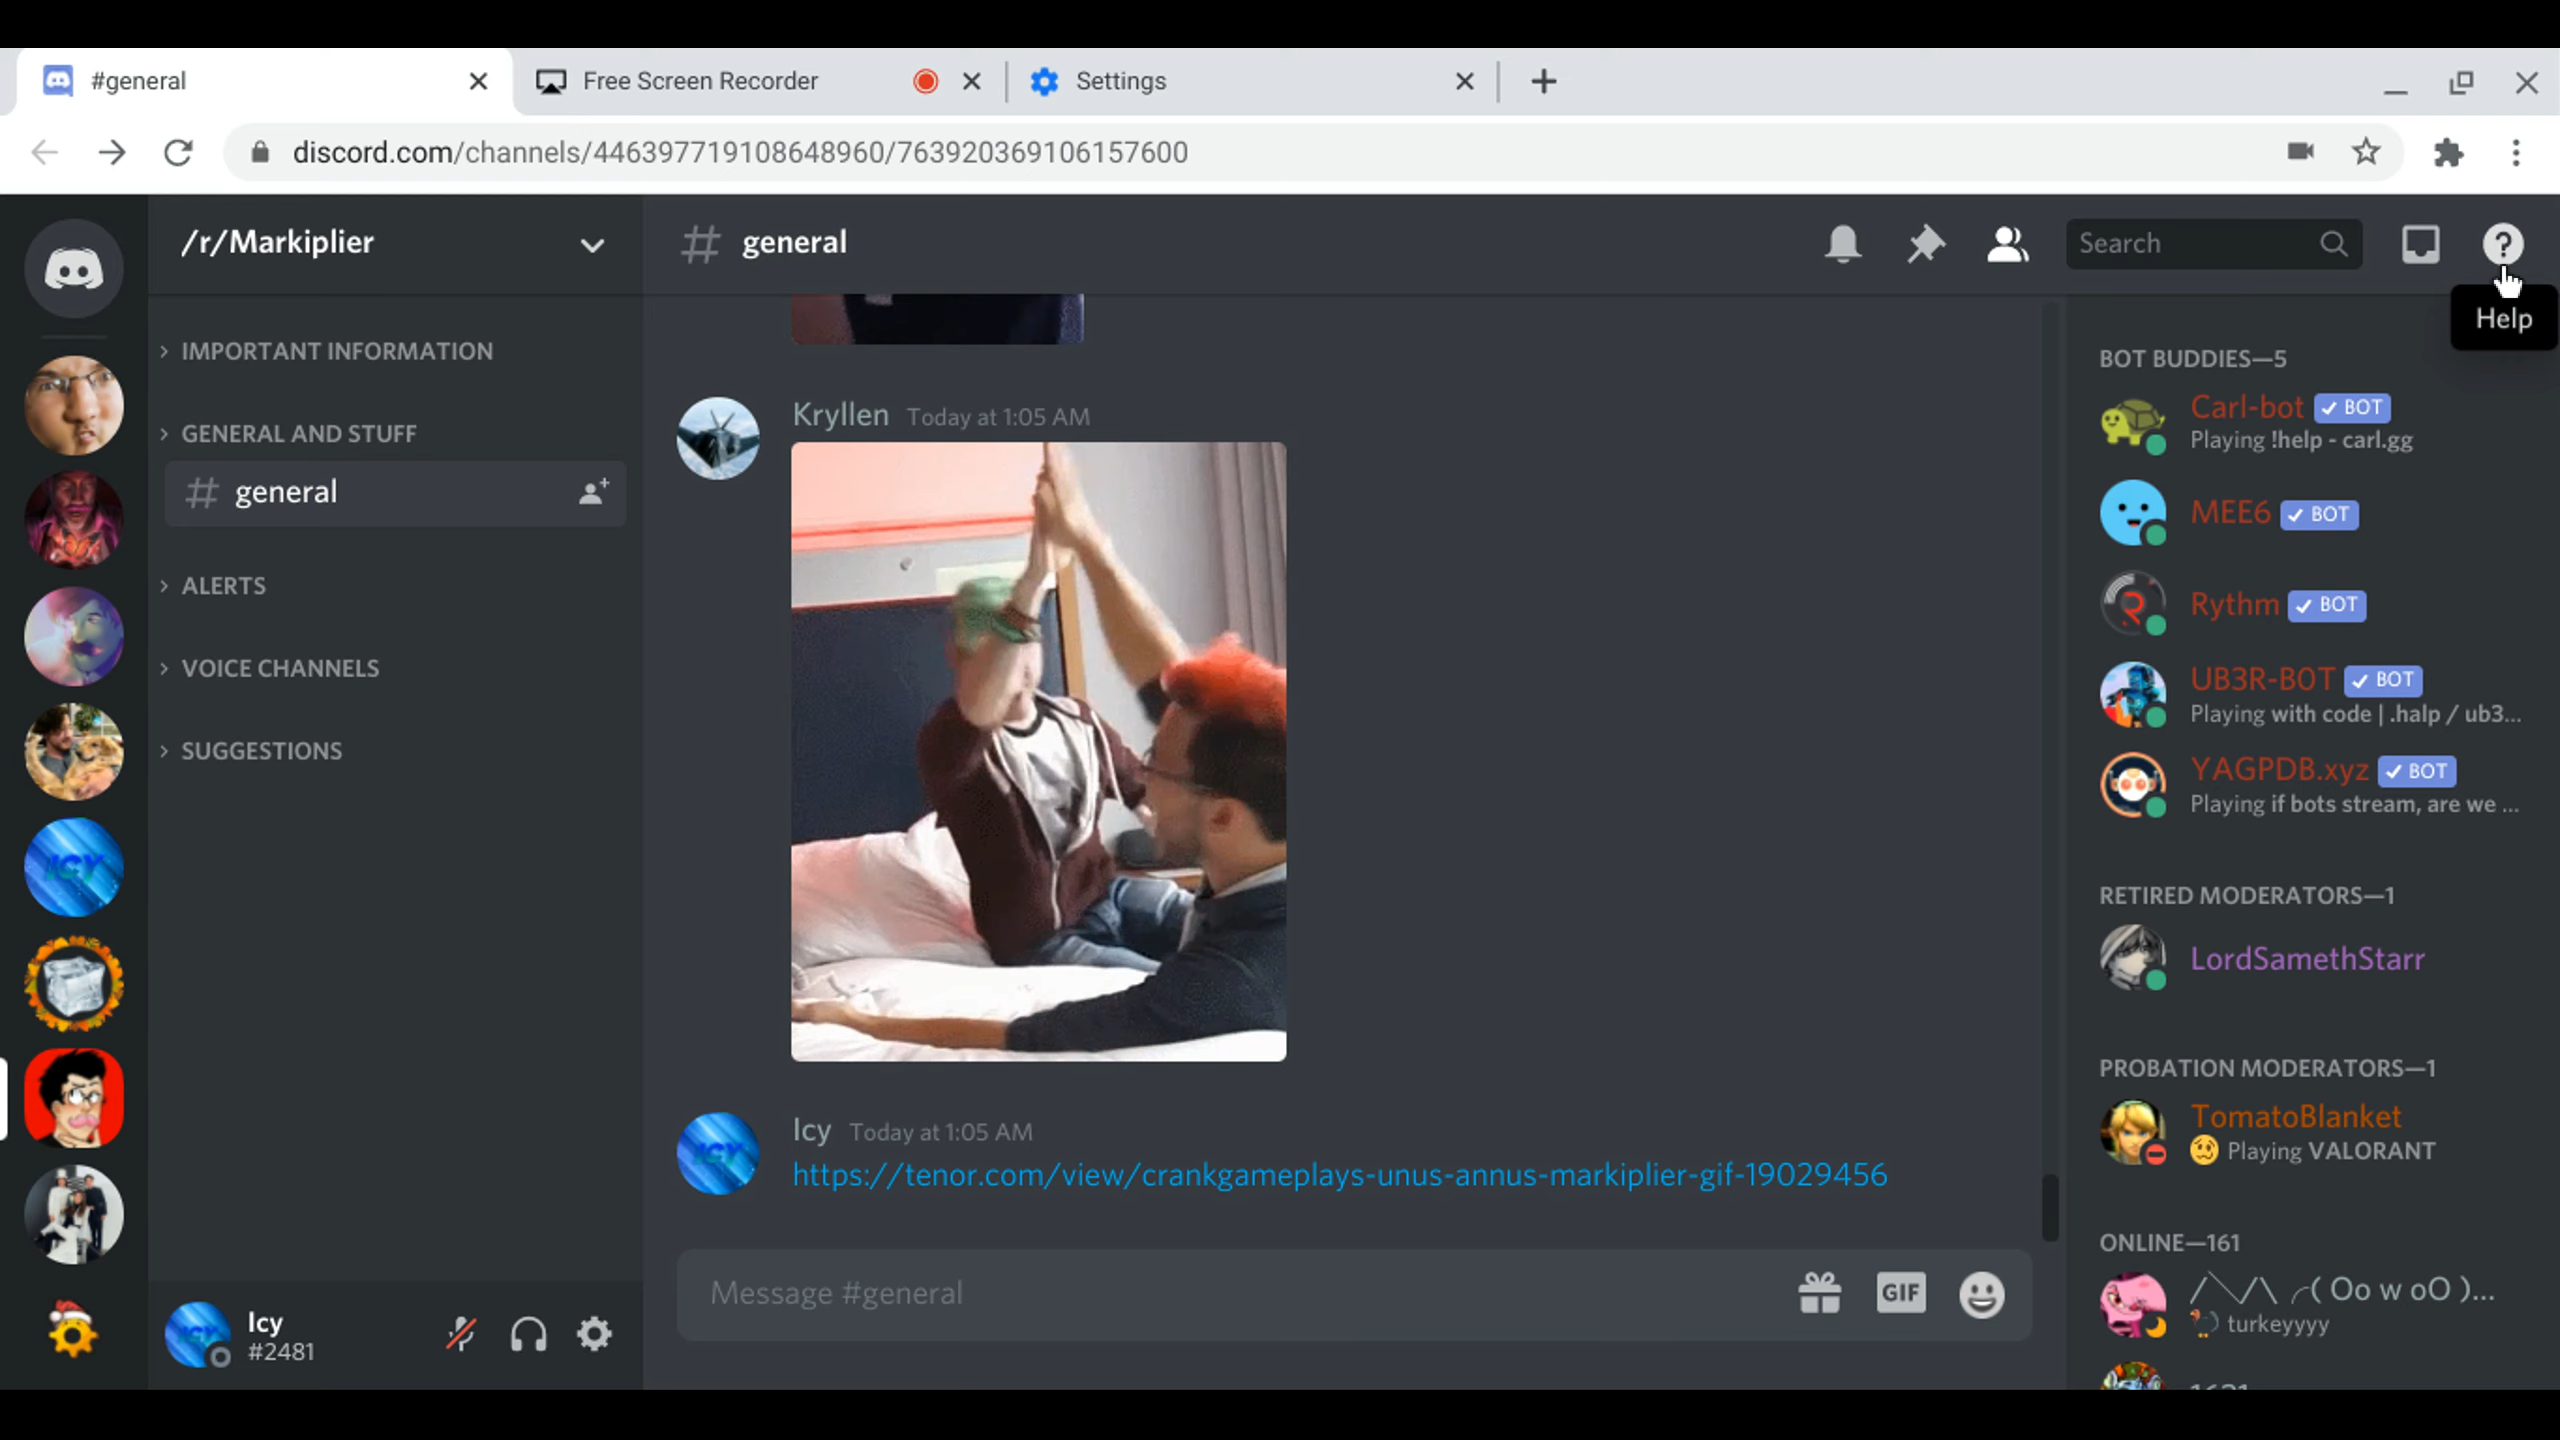 #general
Free Screen Recorder
Settings
discord.com/channels/446397719108648960/763920369106157600
/r/Markiplier
general
Search
Help
IMPORTANT INFORMATION
GENERAL AND STUFF
general
ALERTS
VOICE CHANNELS
SUGGESTIONS
Icy
#2481
Kryllen Today at 1:05 AM
Icy Today at 1:05 AM
https://tenor.com/view/crankgameplays-unus-annus-markiplier-gif-19029456
Message #general
GIF
BOT BUDDIES—5
Carl-bot ✓ BOT
Playing !help - carl.gg
MEE6 ✓ BOT
Rythm ✓ BOT
UB3R-B0T ✓ BOT
Playing with code | .halp / ub3...
YAGPDB.xyz ✓ BOT
Playing if bots stream, are we ...
RETIRED MODERATORS—1
LordSamethStarr
PROBATION MODERATORS—1
TomatoBlanket
Playing VALORANT
ONLINE—161
/╲/\╭( Oo w oO )...
turkeyyyy